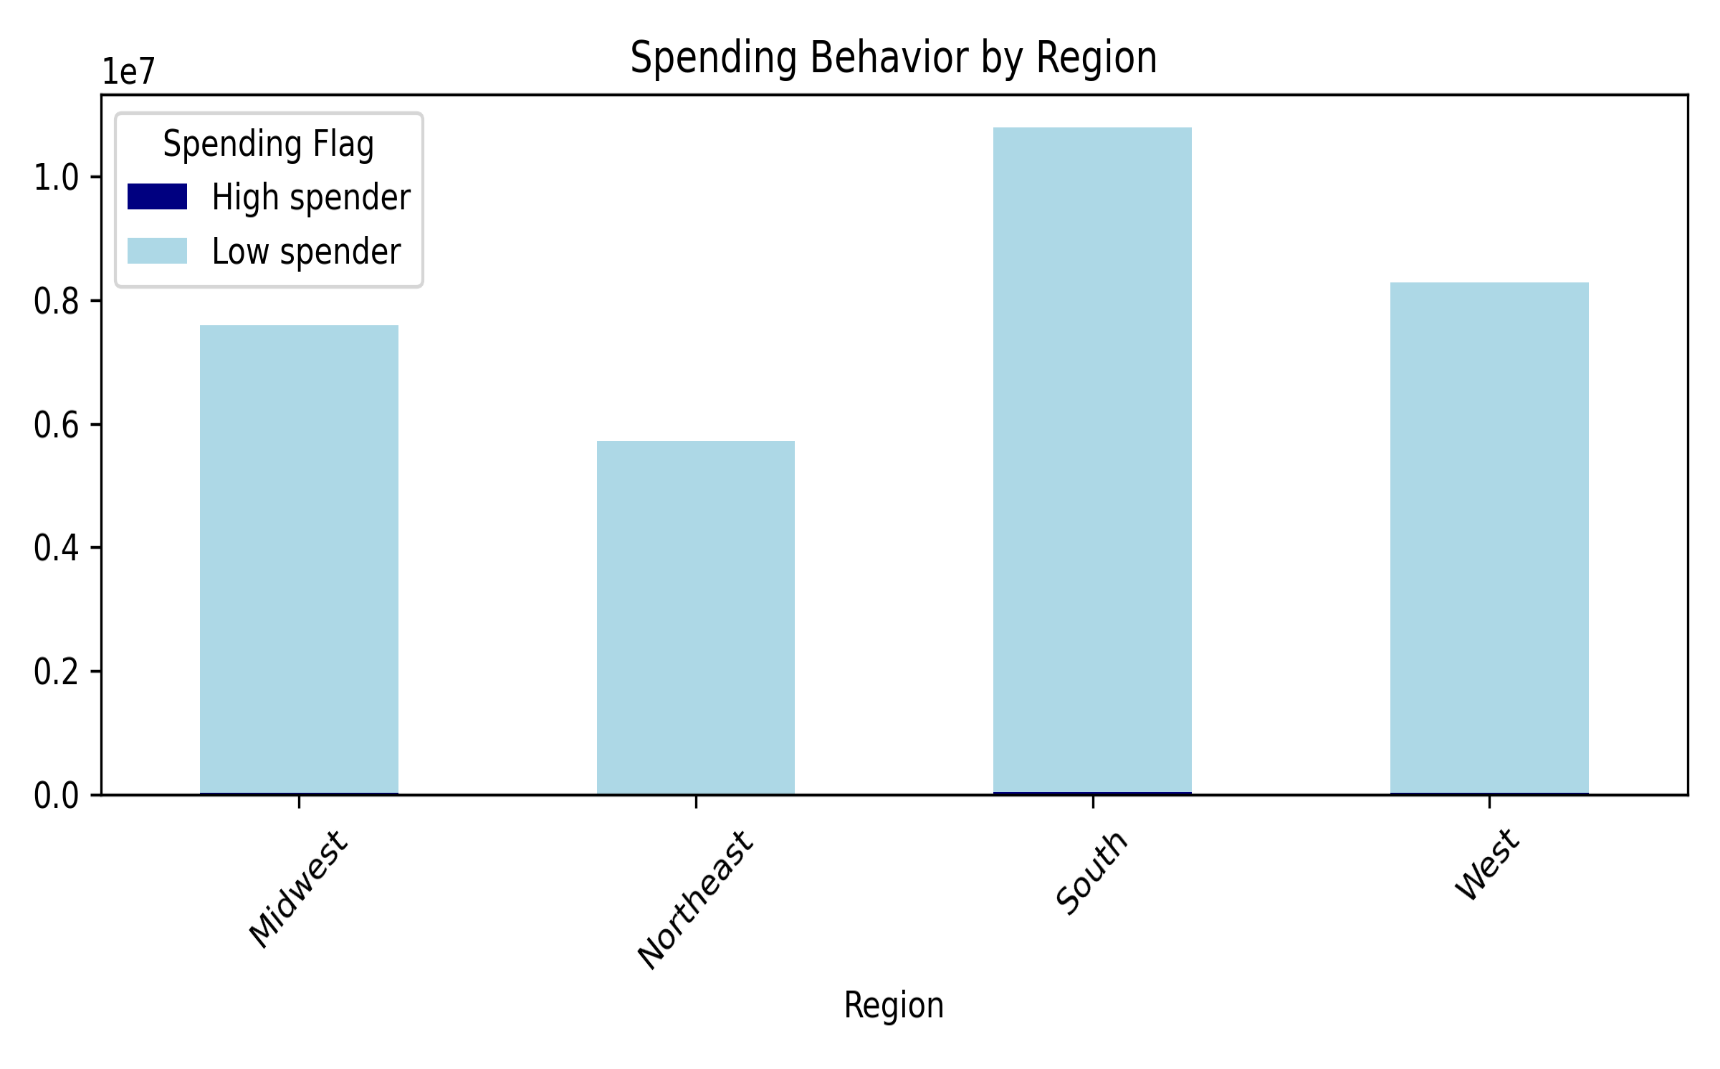 Spending Behavior by Region
1e7
Spending Flag
High spender
Low spender
1.0
0.8
0.6
0.4
0.2
0.0
Midwest
Northeast
South
West
Region